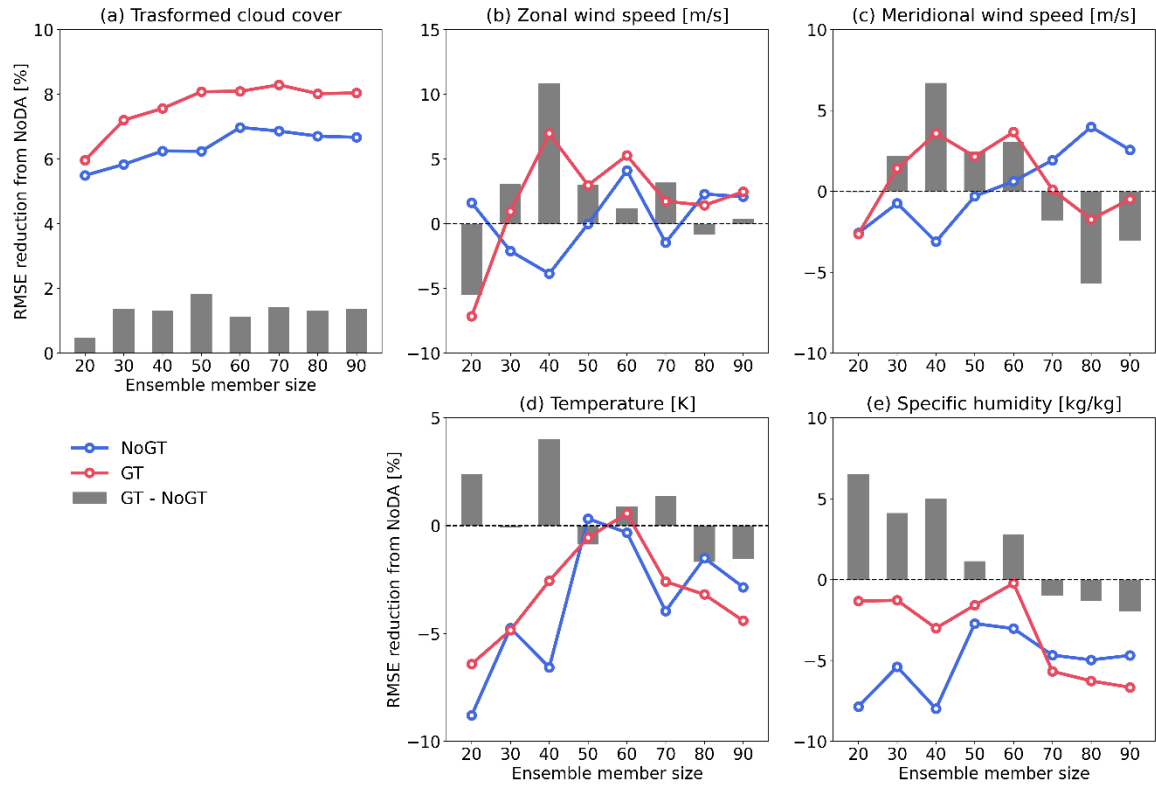 (a) Trasformed cloud cover
RMSE reduction from NoDA [%]
10
8
6
4
2
0
20 30 40 50 60 70 80 90
Ensemble member size
(b) Zonal wind speed [m/s]
15
10
5
0
−5
−10
20 30 40 50 60 70 80 90
(c) Meridional wind speed [m/s]
10
5
0
−5
−10
20 30 40 50 60 70 80 90
NoGT
GT
GT - NoGT
(d) Temperature [K]
RMSE reduction from NoDA [%]
5
0
−5
−10
20 30 40 50 60 70 80 90
Ensemble member size
(e) Specific humidity [kg/kg]
10
5
0
−5
−10
20 30 40 50 60 70 80 90
Ensemble member size